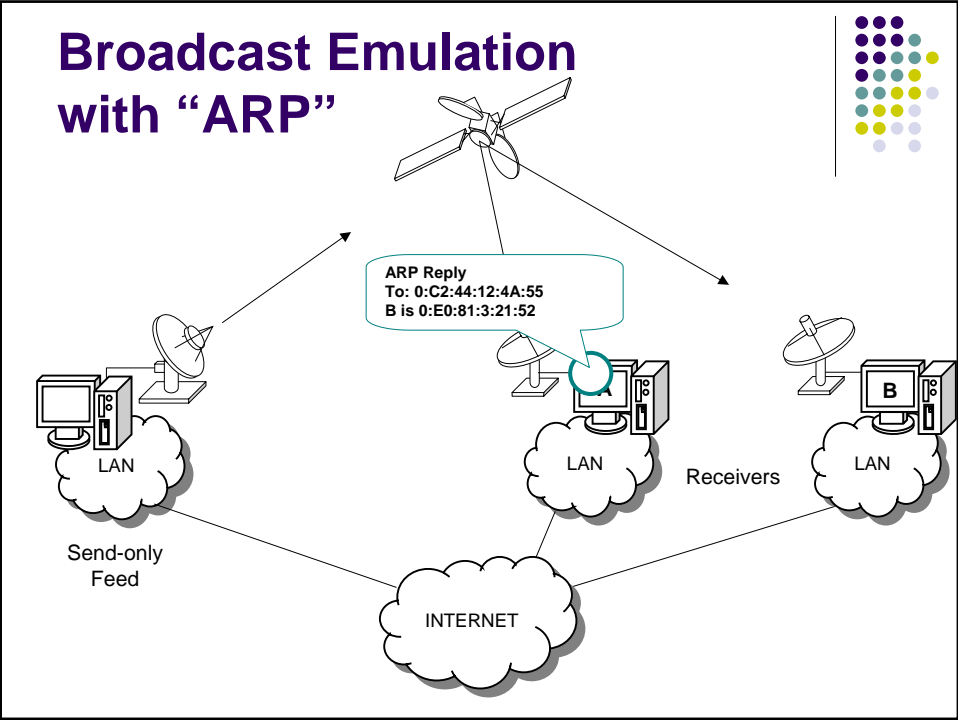 Broadcast Emulation
with “ARP”
ARP Reply
To: 0:C2:44:12:4A:55
B is 0:E0:81:3:21:52
A
B
LAN
LAN
LAN
Receivers
Send-only
Feed
INTERNET